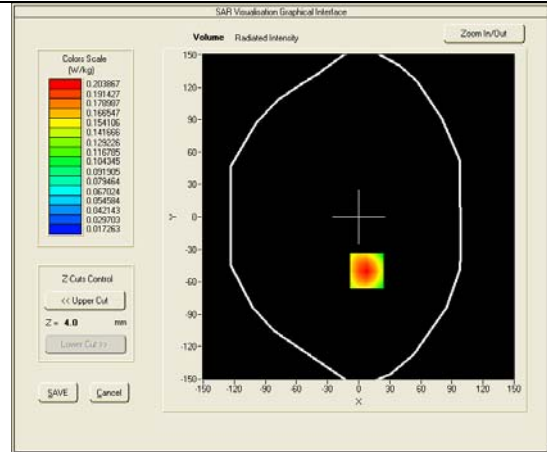 SAR Visualisation Graphical Interface
Volume Radiated Intensity
Zoom In/Out
Colors Scale
(W/kg)
0.203867
0.191427
0.178987
0.166547
0.154106
0.141666
0.129226
0.116785
0.104345
0.091905
0.079464
0.067024
0.054584
0.042143
0.029703
0.017263
Z-Cuts Control
<< Upper Cut
Z = 4.0 mm
Lower Cut >>
SAVE Cancel
Y
150-
120-
90-
60-
30-
0-
-30-
-60-
-90-
-120-
-150-
-150 -120 -90 -60 -30 0 30 60 90 120 150
X